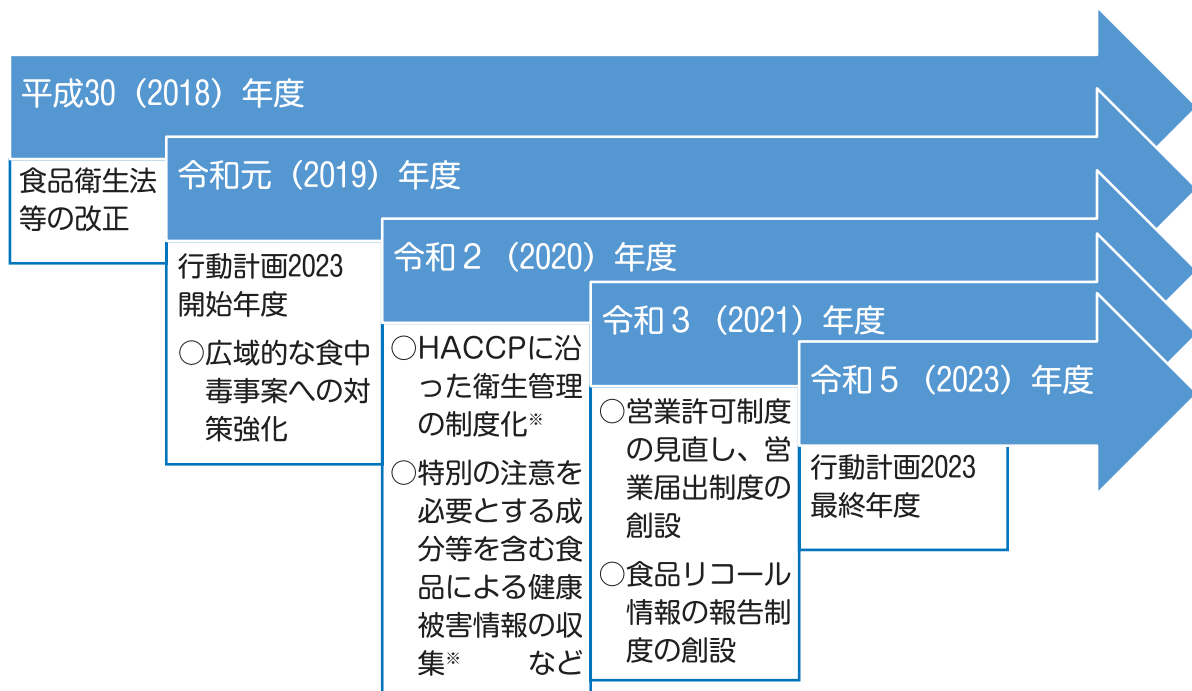 平成30（2018）年度
食品衛生法
等の改正
令和元（2019）年度
行動計画2023
開始年度
○広域的な食中
毒事案への対
策強化
令和２（2020）年度
○HACCPに沿
った衛生管理
の制度化※
○特別の注意を
必要とする成
分等を含む食
品による健康
被害情報の収
集※　　など
令和３（2021）年度
○営業許可制度
の見直し、営
業届出制度の
創設
○食品リコール
情報の報告制
度の創設
令和５（2023）年度
行動計画2023
最終年度